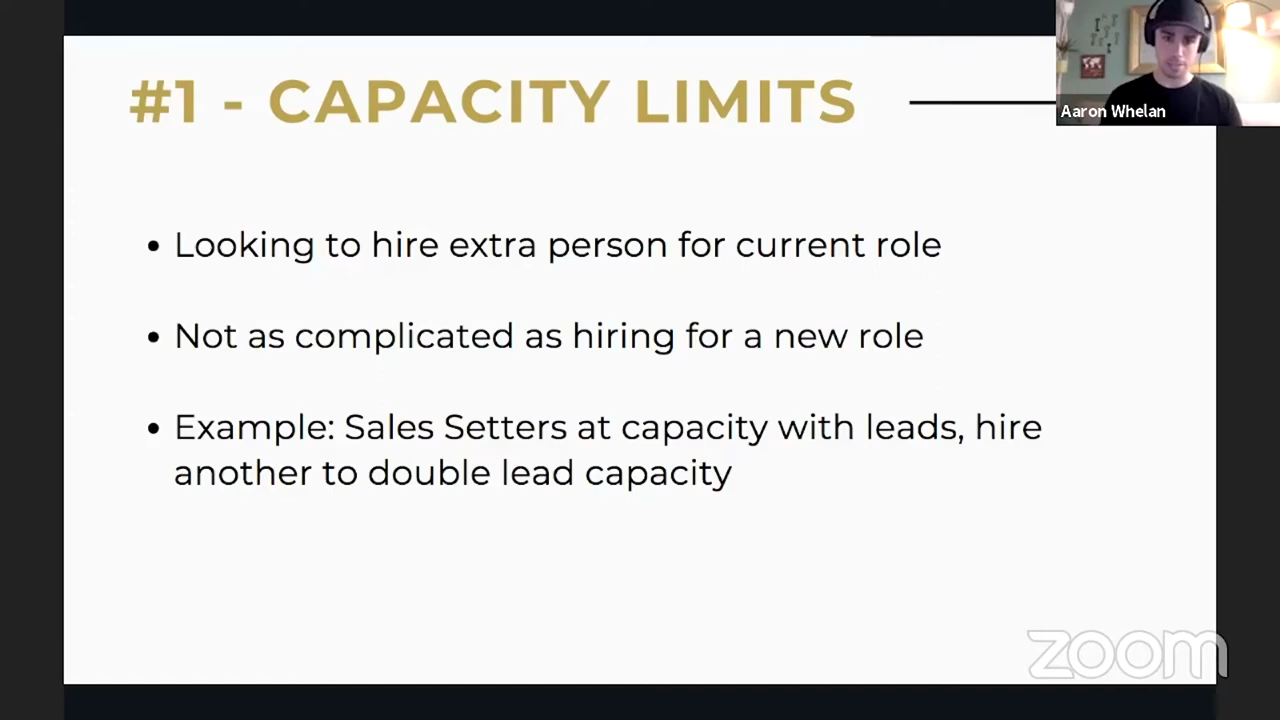 #1 - CAPACITY LIMITS
Aaron Whelan
• Looking to hire extra person for current role
• Not as complicated as hiring for a new role
• Example: Sales Setters at capacity with leads, hire
another to double lead capacity
zoom